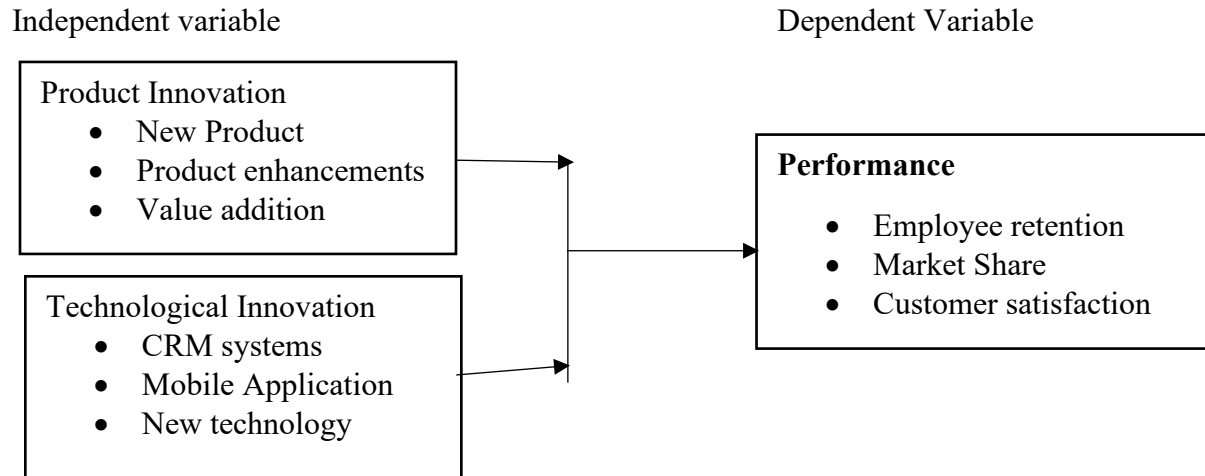 Independent variable
Dependent Variable
Product Innovation
• New Product
• Product enhancements
• Value addition
Technological Innovation
• CRM systems
• Mobile Application
• New technology
Performance
• Employee retention
• Market Share
• Customer satisfaction